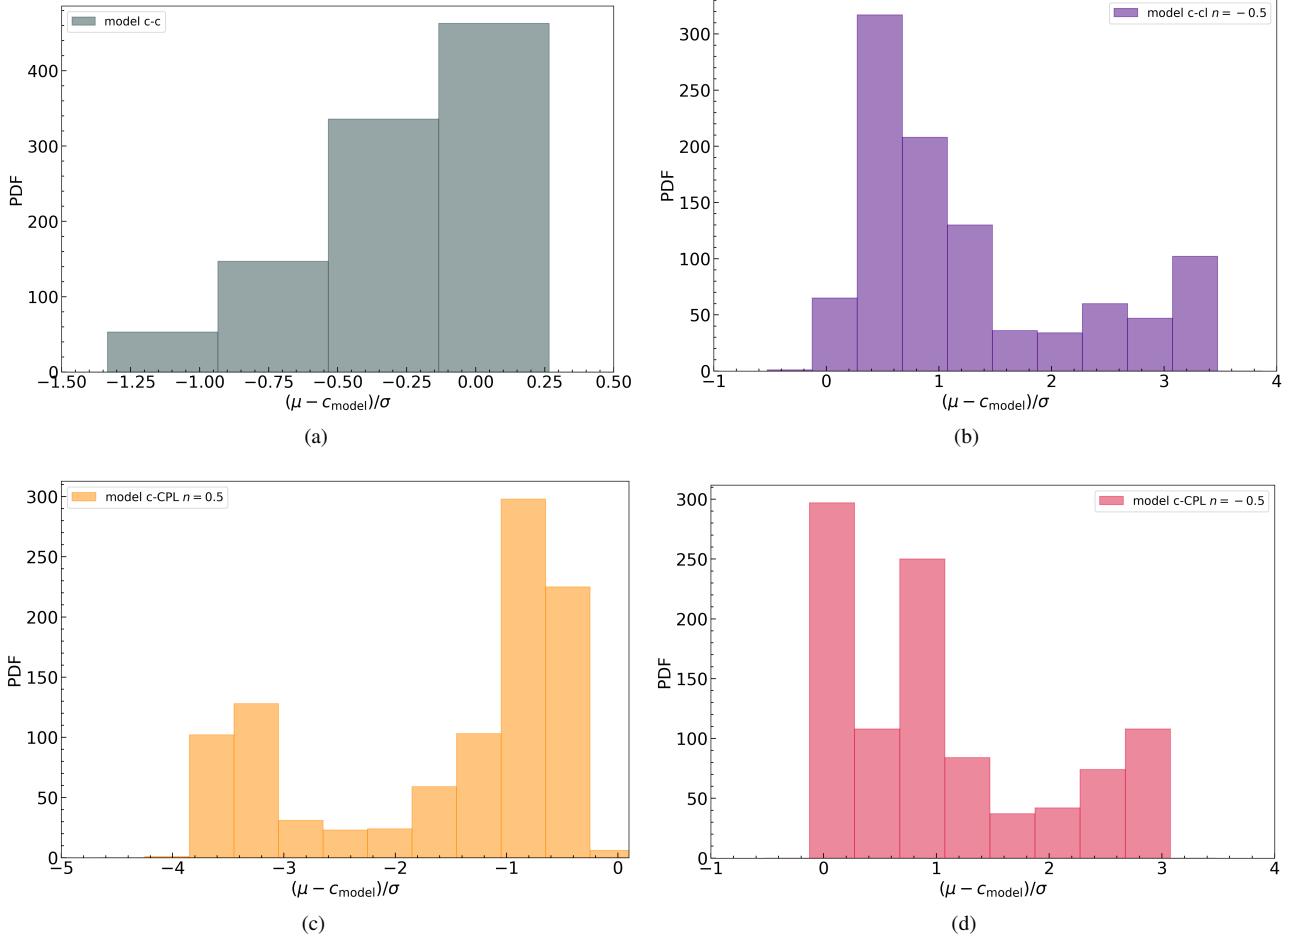 model c-c
PDF
400
300
200
100
0
−1.50 −1.25 −1.00 −0.75 −0.50 −0.25 0.00 0.25 0.50
(μ − c_model)/σ
(a)
model c-cl n = −0.5
PDF
300
250
200
150
100
50
0
−1 0 1 2 3 4
(μ − c_model)/σ
(b)
model c-CPL n = 0.5
PDF
300
250
200
150
100
50
0
−5 −4 −3 −2 −1 0
(μ − c_model)/σ
(c)
model c-CPL n = −0.5
PDF
300
250
200
150
100
50
0
−1 0 1 2 3 4
(μ − c_model)/σ
(d)